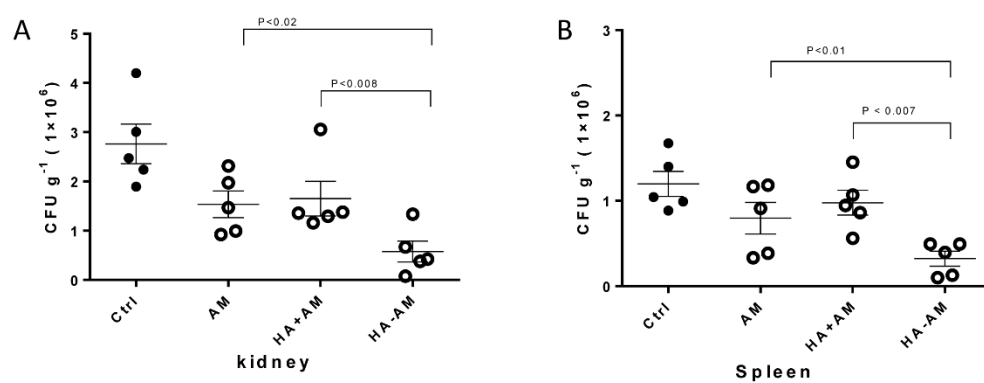 A
P<0.02
P<0.008
CFU g⁻¹ ( 1×10⁶)
5
4
3
2
1
0
Ctrl
AM
HA+AM
HA-AM
kidney
B
P<0.01
P < 0.007
CFU g⁻¹ ( 1×10⁶)
3
2
1
0
Ctrl
AM
HA+AM
HA-AM
Spleen